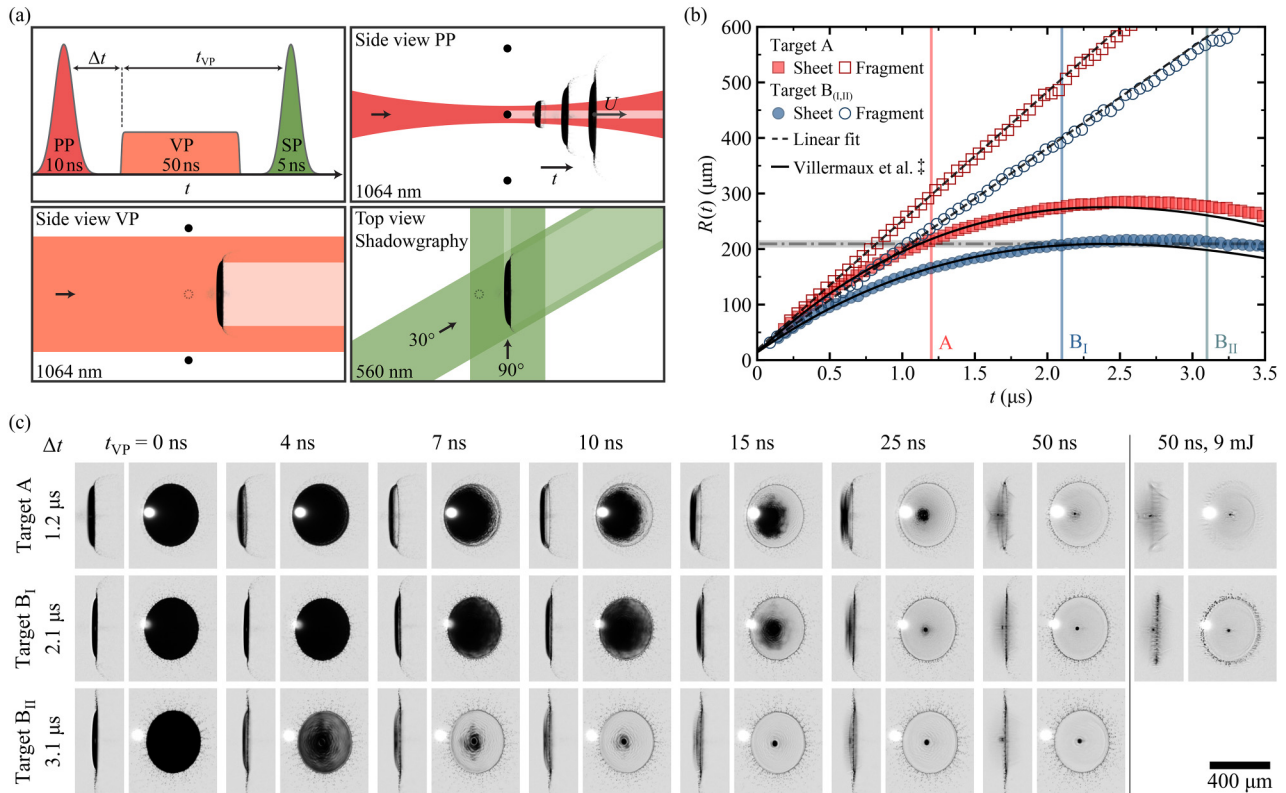 (a)
Δt
t_VP
PP
10 ns
VP
50 ns
SP
5 ns
t
Side view PP
U
t
1064 nm
Side view VP
1064 nm
Top view
Shadowgraphy
30°
90°
560 nm
(b)
R(t) (μm)
600
500
400
300
200
100
0
Target A
Sheet Fragment
Target B(I,II)
Sheet Fragment
Linear fit
Villermaux et al. ‡
A
B_I
B_II
0 0.5 1.0 1.5 2.0 2.5 3.0 3.5
t (μs)
(c)
Δt t_VP = 0 ns 4 ns 7 ns 10 ns 15 ns 25 ns 50 ns 50 ns, 9 mJ
Target A
1.2 μs
Target B_I
2.1 μs
Target B_II
3.1 μs
400 μm